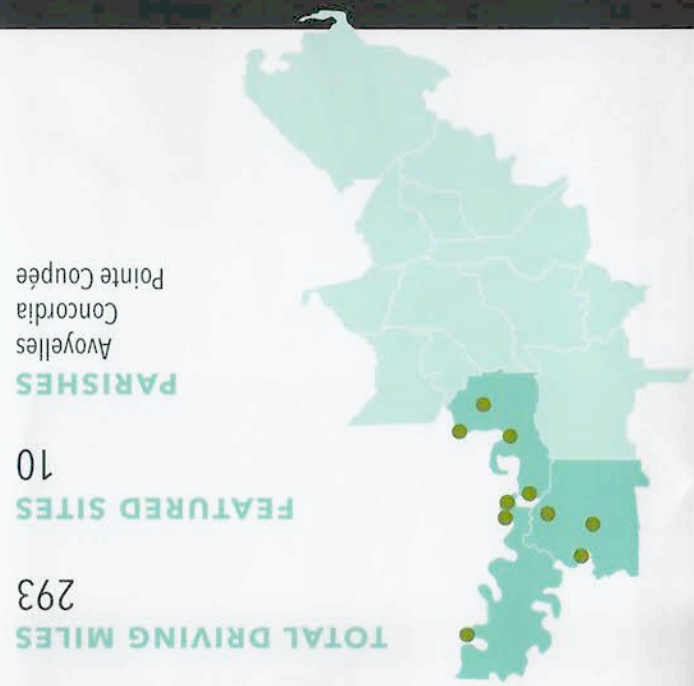 TOTAL DRIVING MILES
293
FEATURED SITES
10
PARISHES
Avoyelles
Concordia
Pointe Coupée